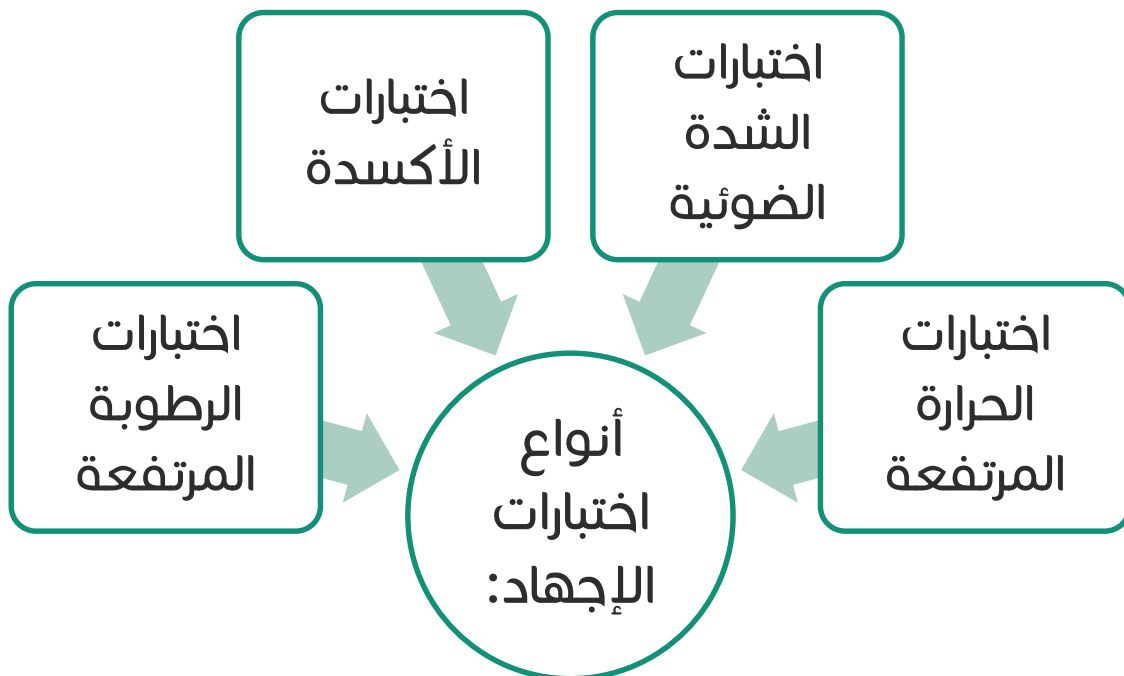 اختبارات
الشدة
الضوئية
اختبارات
الأكسدة
اختبارات
الحرارة
المرتفعة
اختبارات
الرطوبة
المرتفعة
أنواع
اختبارات
الإجهاد: